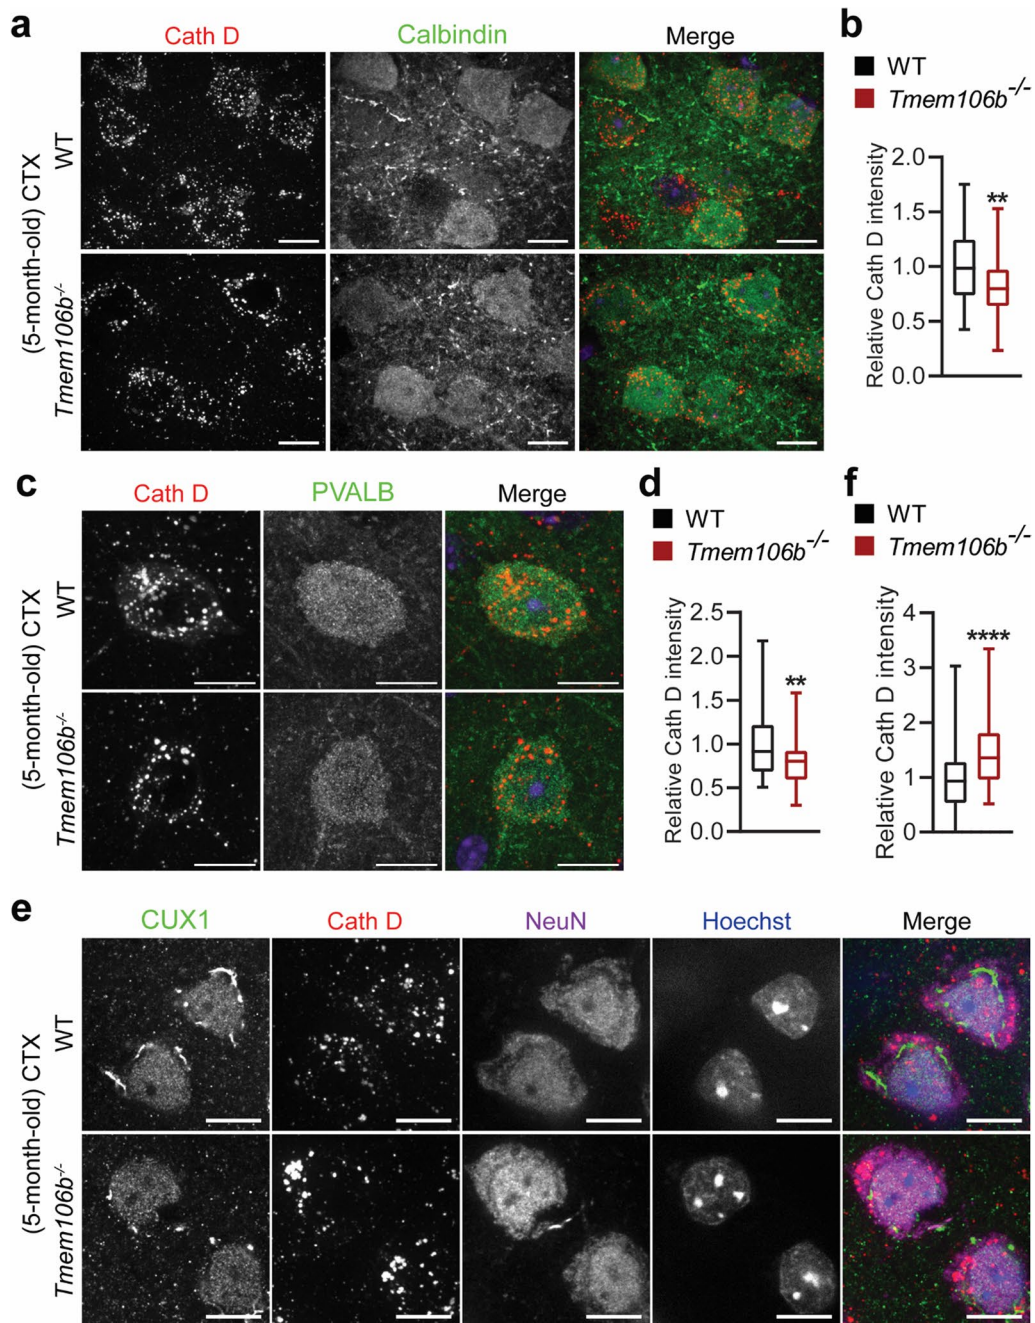 a
Cath D
Calbindin
Merge
(5-month-old) CTX
WT
Tmem106b-/-
b
WT
Tmem106b-/-
Relative Cath D intensity
2.0
1.5
1.0
0.5
0.0
**
c
Cath D
PVALB
Merge
(5-month-old) CTX
WT
Tmem106b-/-
d
WT
Tmem106b-/-
Relative Cath D intensity
2.5
2.0
1.5
1.0
0.5
0.0
**
f
WT
Tmem106b-/-
Relative Cath D intensity
4
3
2
1
0
****
e
CUX1
Cath D
NeuN
Hoechst
Merge
(5-month-old) CTX
WT
Tmem106b-/-